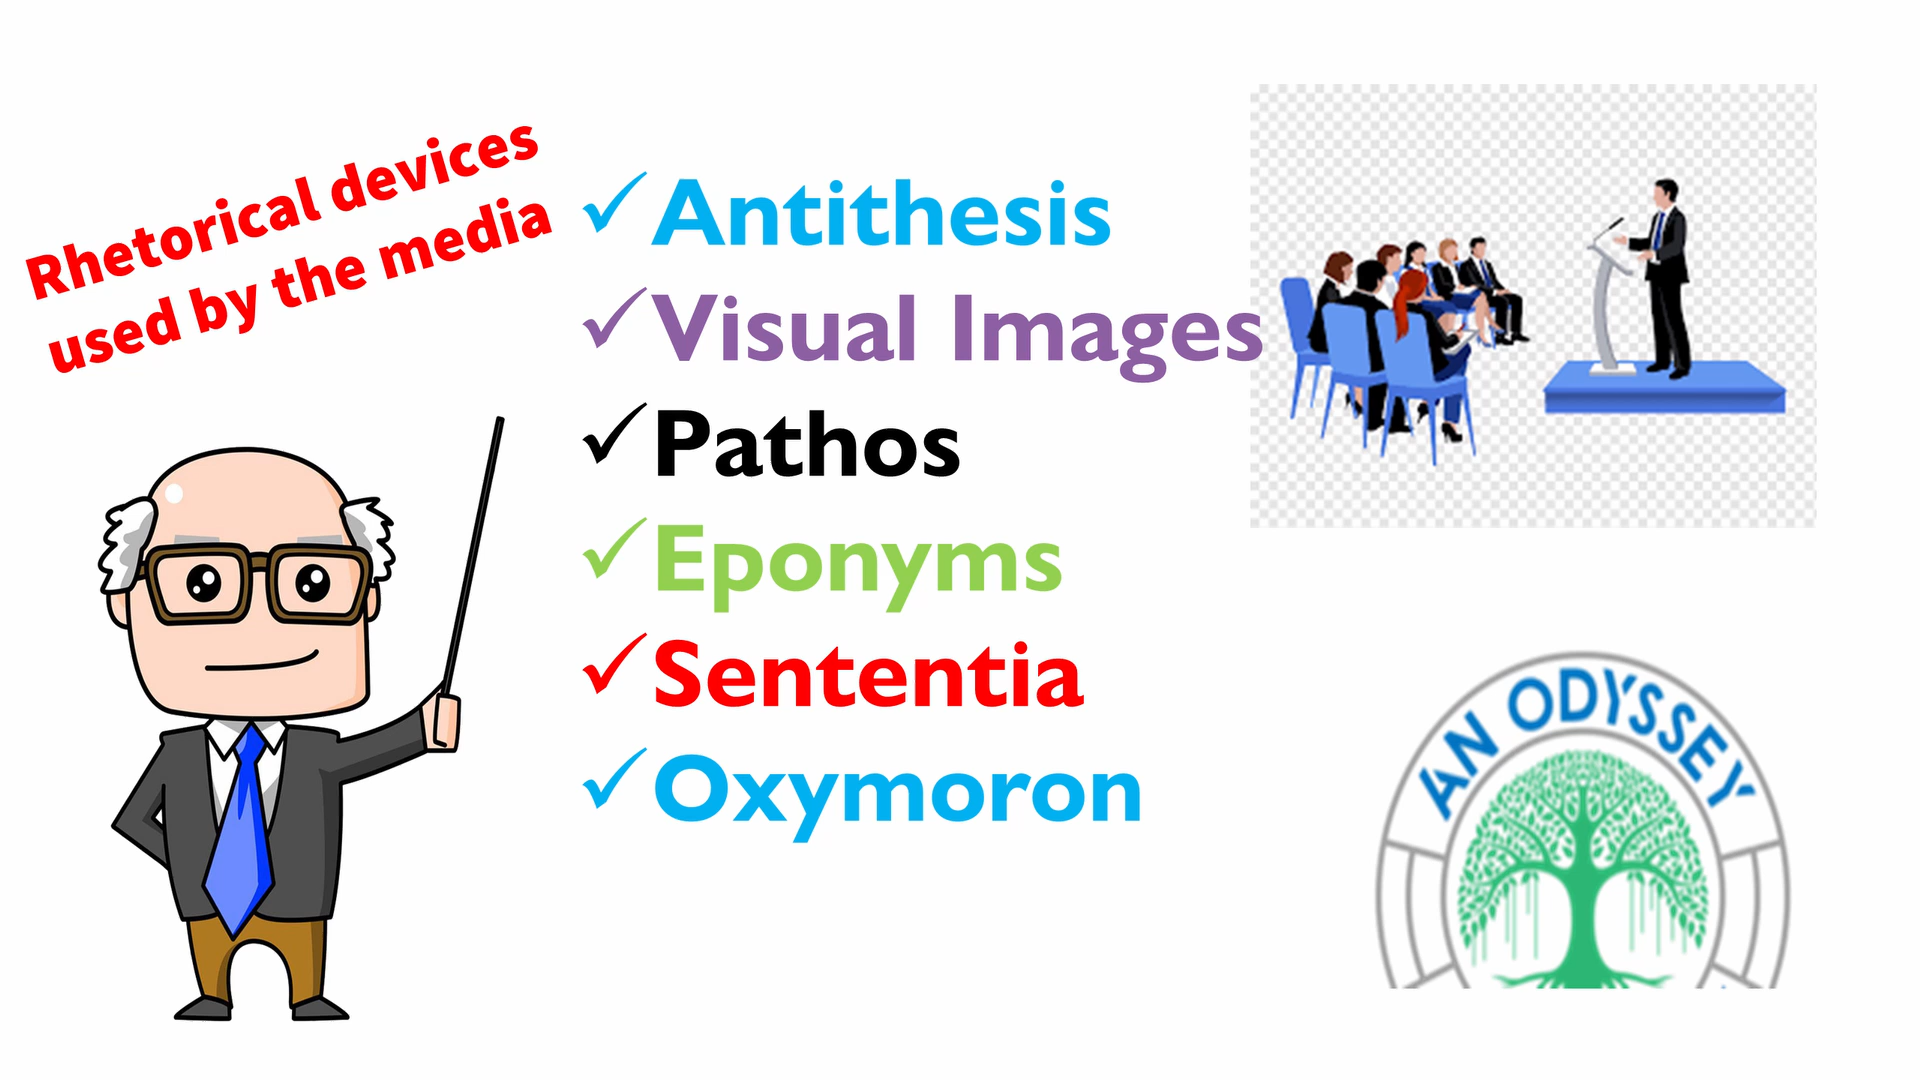 Rhetorical devices
used by the media
Antithesis
Visual Images
Pathos
Eponyms
Sententia
Oxymoron
AN ODYSSEY